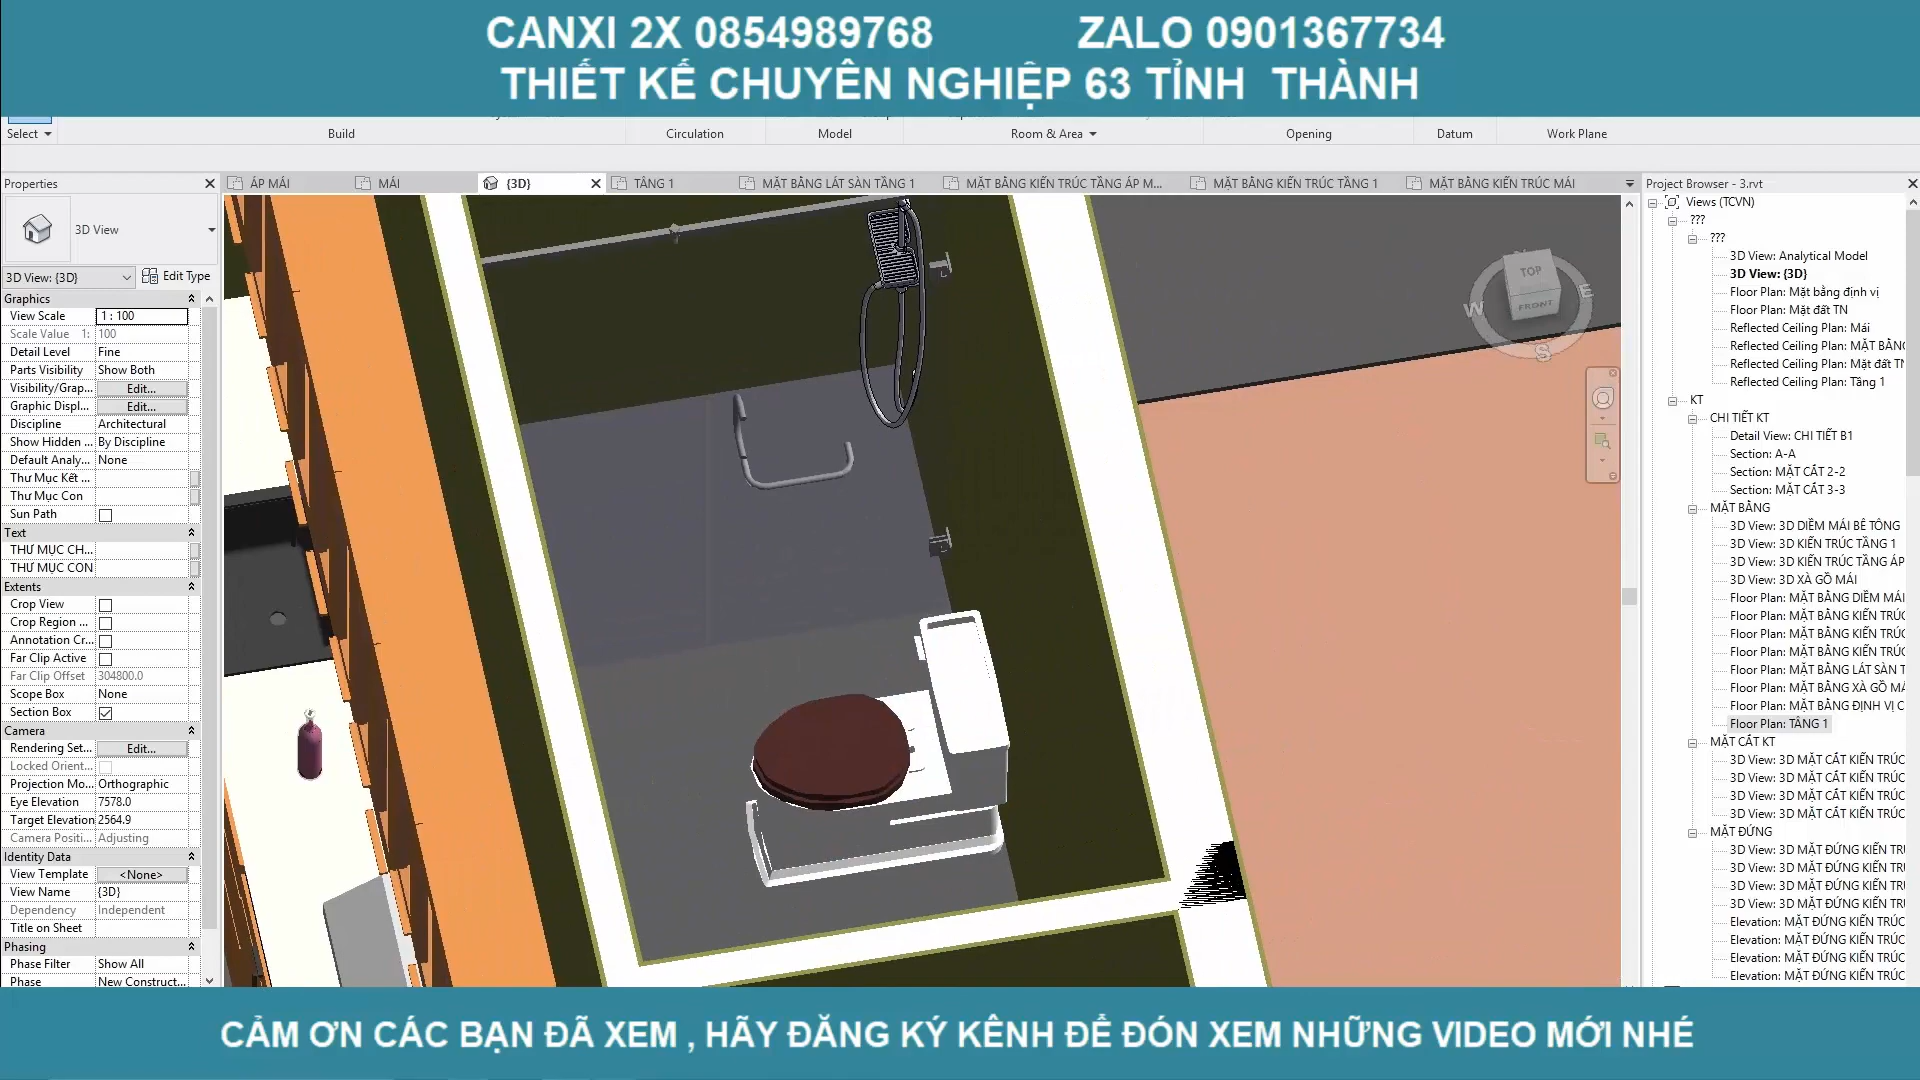 CANXI 2X 0854989768 ZALO 0901367734
THIẾT KẾ CHUYÊN NGHIỆP 63 TỈNH THÀNH
Select Build Circulation Model Room & Area Opening Datum Work Plane
Properties
ÁP MÁI MÁI {3D} TẦNG 1 MẶT BẰNG LÁT SÀN TẦNG 1 MẶT BẰNG KIẾN TRÚC TẦNG ÁP M... MẶT BẰNG KIẾN TRÚC TẦNG 1 MẶT BẰNG KIẾN TRÚC MÁI
3D View
3D View: {3D} Edit Type
Graphics
View Scale 1 : 100
Scale Value 1: 100
Detail Level Fine
Parts Visibility Show Both
Visibility/Grap... Edit...
Graphic Displ... Edit...
Discipline Architectural
Show Hidden ... By Discipline
Default Analy... None
Thư Mục Kết ...
Thư Mục Con
Sun Path
Text
THƯ MỤC CH...
THƯ MỤC CON
Extents
Crop View
Crop Region ...
Annotation Cr...
Far Clip Active
Far Clip Offset 304800.0
Scope Box None
Section Box
Camera
Rendering Set... Edit...
Locked Orient...
Projection Mo... Orthographic
Eye Elevation 7578.0
Target Elevation 2564.9
Camera Positi... Adjusting
Identity Data
View Template <None>
View Name {3D}
Dependency Independent
Title on Sheet
Phasing
Phase Filter Show All
Phase New Construct...
TOP
FRONT
W
E
S
Project Browser - 3.rvt
Views (TCVN)
???
???
3D View: Analytical Model
3D View: {3D}
Floor Plan: Mặt bằng định vị
Floor Plan: Mặt đất TN
Reflected Ceiling Plan: Mái
Reflected Ceiling Plan: MẶT BẰNG
Reflected Ceiling Plan: Mặt đất TN
Reflected Ceiling Plan: Tầng 1
KT
CHI TIẾT KT
Detail View: CHI TIẾT B1
Section: A-A
Section: MẶT CẮT 2-2
Section: MẶT CẮT 3-3
MẶT BẰNG
3D View: 3D DIỀM MÁI BÊ TÔNG
3D View: 3D KIẾN TRÚC TẦNG 1
3D View: 3D KIẾN TRÚC TẦNG ÁP
3D View: 3D XÀ GỒ MÁI
Floor Plan: MẶT BẰNG DIỀM MÁI
Floor Plan: MẶT BẰNG KIẾN TRÚC
Floor Plan: MẶT BẰNG KIẾN TRÚC
Floor Plan: MẶT BẰNG KIẾN TRÚC
Floor Plan: MẶT BẰNG LÁT SÀN T
Floor Plan: MẶT BẰNG XÀ GỒ MÁ
Floor Plan: MẶT BẰNG ĐỊNH VỊ C
Floor Plan: TẦNG 1
MẶT CẮT KT
3D View: 3D MẶT CẮT KIẾN TRÚC
3D View: 3D MẶT CẮT KIẾN TRÚC
3D View: 3D MẶT CẮT KIẾN TRÚC
3D View: 3D MẶT CẮT KIẾN TRÚC
MẶT ĐỨNG
3D View: 3D MẶT ĐỨNG KIẾN TRÚ
3D View: 3D MẶT ĐỨNG KIẾN TRÚ
3D View: 3D MẶT ĐỨNG KIẾN TRÚ
3D View: 3D MẶT ĐỨNG KIẾN TRÚ
Elevation: MẶT ĐỨNG KIẾN TRÚC
Elevation: MẶT ĐỨNG KIẾN TRÚC
Elevation: MẶT ĐỨNG KIẾN TRÚC
Elevation: MẶT ĐỨNG KIẾN TRÚC
CẢM ƠN CÁC BẠN ĐÃ XEM , HÃY ĐĂNG KÝ KÊNH ĐỂ ĐÓN XEM NHỮNG VIDEO MỚI NHÉ